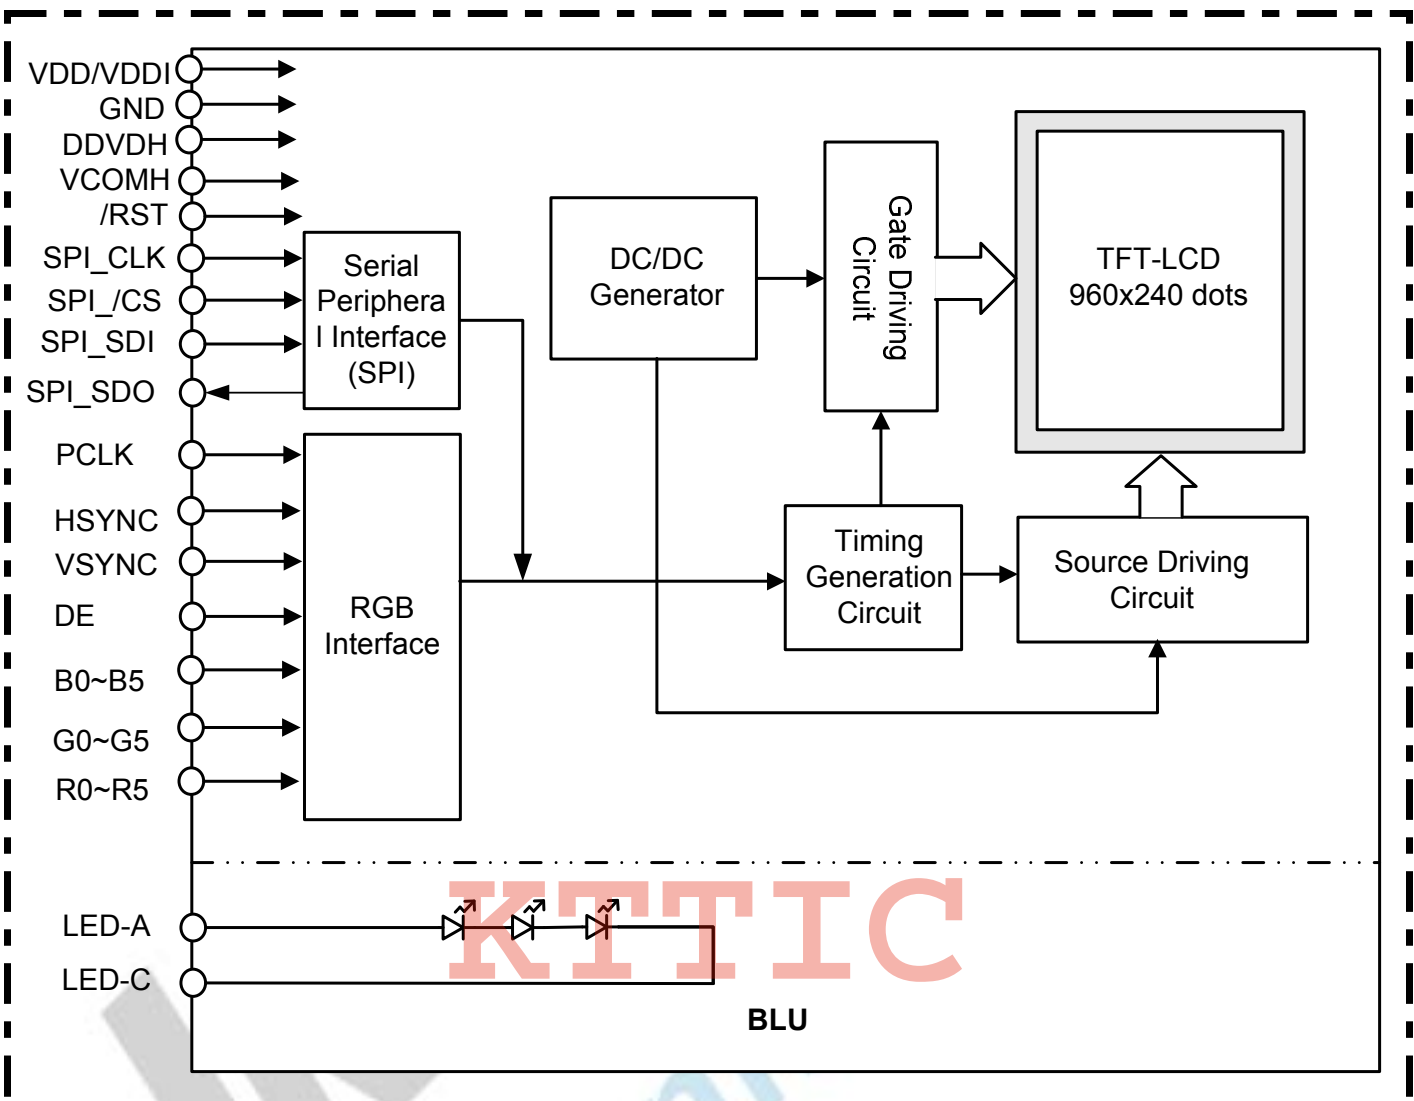 VDD/VDDI
GND
DDVDH
VCOMH
/RST
SPI_CLK
SPI_/CS
SPI_SDI
SPI_SDO
PCLK
HSYNC
VSYNC
DE
B0~B5
G0~G5
R0~R5
Serial
Periphera
l Interface
(SPI)
RGB
Interface
DC/DC
Generator
Gate Driving
Circuit
TFT-LCD
960x240 dots
Timing
Generation
Circuit
Source Driving
Circuit
KTTIC
LED-A
LED-C
BLU